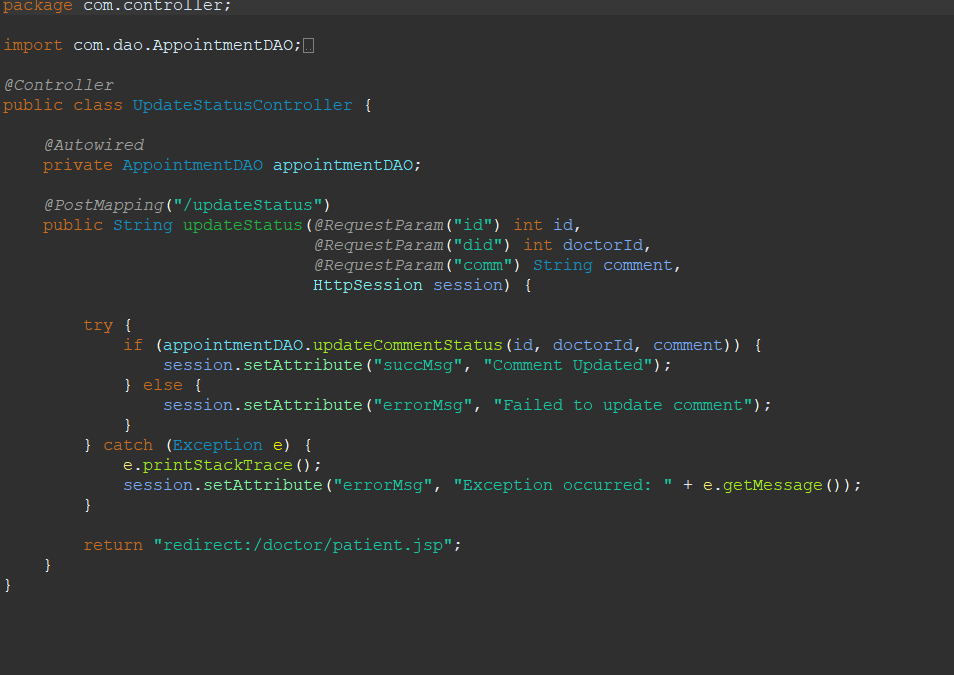 package com.controller;
import com.dao.AppointmentDAO;
@Controller
public class UpdateStatusController {
    @Autowired
    private AppointmentDAO appointmentDAO;
    @PostMapping("/updateStatus")
    public String updateStatus(@RequestParam("id") int id,
                               @RequestParam("did") int doctorId,
                               @RequestParam("comm") String comment,
                               HttpSession session) {
        try {
            if (appointmentDAO.updateCommentStatus(id, doctorId, comment)) {
                session.setAttribute("succMsg", "Comment Updated");
            } else {
                session.setAttribute("errorMsg", "Failed to update comment");
            }
        } catch (Exception e) {
            e.printStackTrace();
            session.setAttribute("errorMsg", "Exception occurred: " + e.getMessage());
        }
        return "redirect:/doctor/patient.jsp";
    }
}